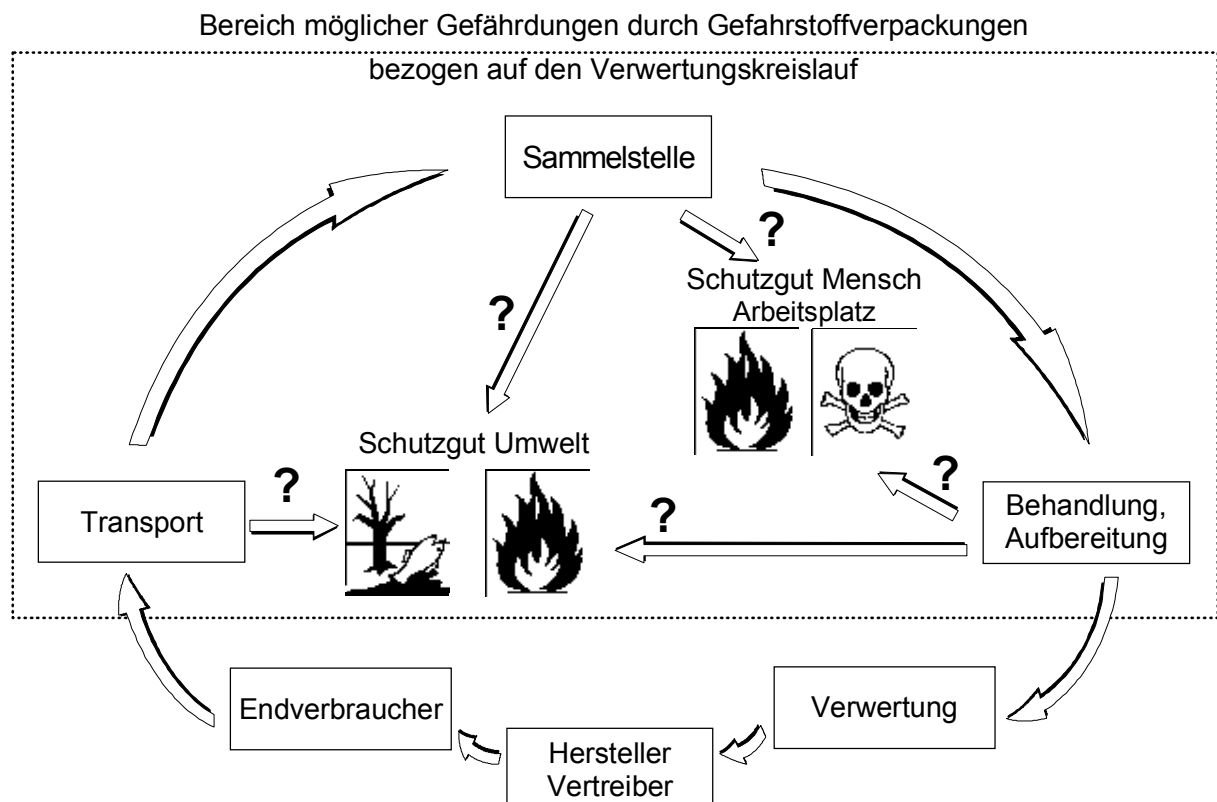 Bereich möglicher Gefährdungen durch Gefahrstoffverpackungen
bezogen auf den Verwertungskreislauf
Sammelstelle
?
Schutzgut Mensch
Arbeitsplatz
?
Schutzgut Umwelt
?
Transport
?
?
Behandlung,
Aufbereitung
Endverbraucher
Verwertung
Hersteller
Vertreiber